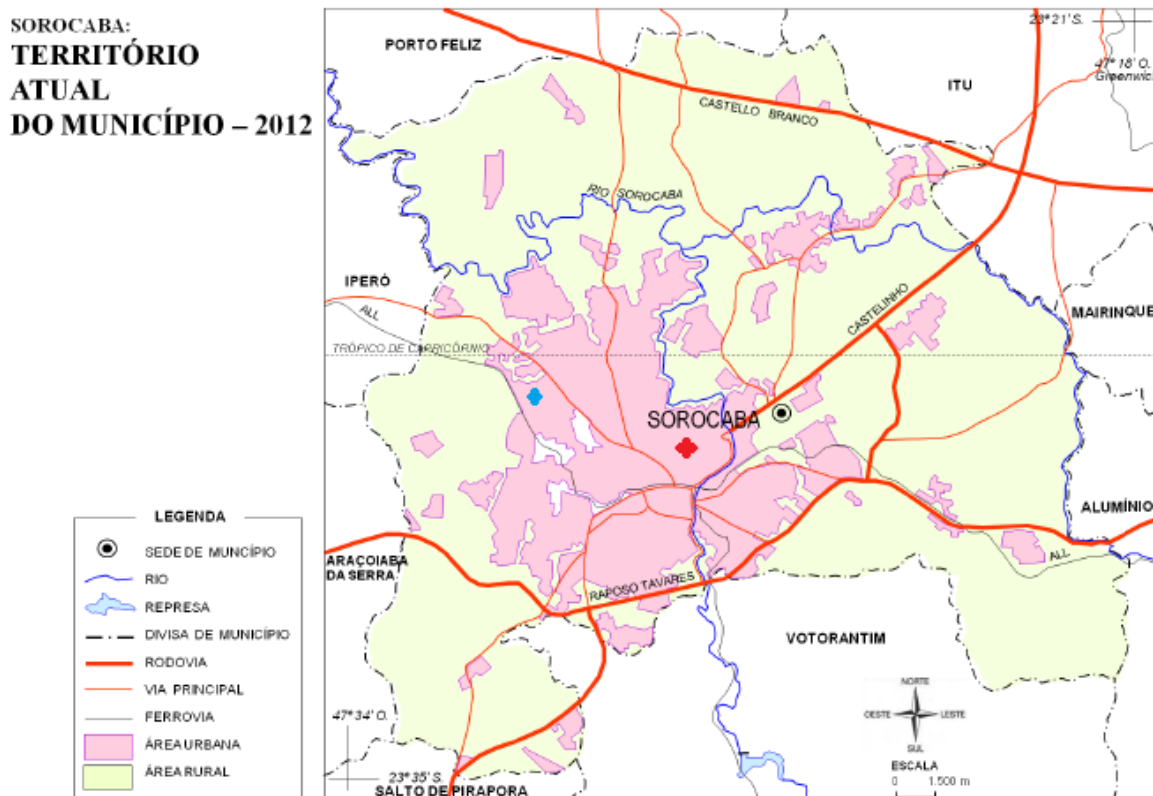 SOROCABA:
TERRITÓRIO
ATUAL
DO MUNICÍPIO – 2012
PORTO FELIZ
ITU
23° 21' S.
47° 18' O.
Greenwich
CASTELLO BRANCO
RIO SOROCABA
IPERÓ
ALL
TRÓPICO DE CAPRICÓRNIO
CASTELINHO
MAIRINQUE
SOROCABA
ALUMÍNIO
ALL
ARAÇOIABA
DA SERRA
RAPOSO TAVARES
VOTORANTIM
LEGENDA
SEDE DE MUNCÍPIO
RIO
REPRESA
DIVISA DE MUNICÍPIO
RODOVIA
VIA PRINCIPAL
FERROVIA
ÁREA URBANA
ÁREA RURAL
47° 34' O.
23° 35' S.
SALTO DE PIRAPORA
NORTE
OESTE
LESTE
SUL
ESCALA
0 1.500 m